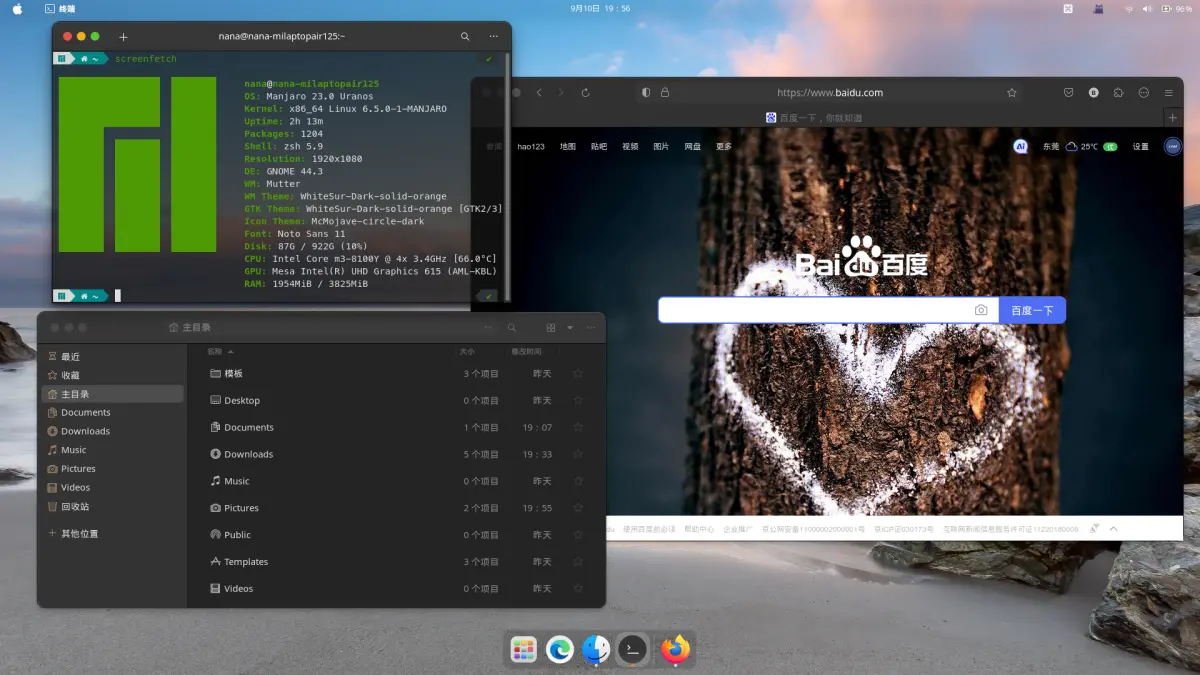 终端
9月10日 19：56
96%
nana@nana-milaptopair125:~
~ screenfetch
nana@nana-milaptopair125
OS: Manjaro 23.0 Uranos
Kernel: x86_64 Linux 6.5.0-1-MANJARO
Uptime: 2h 13m
Packages: 1204
Shell: zsh 5.9
Resolution: 1920x1080
DE: GNOME 44.3
WM: Mutter
WM Theme: WhiteSur-Dark-solid-orange
GTK Theme: WhiteSur-Dark-solid-orange [GTK2/3]
Icon Theme: McMojave-circle-dark
Font: Noto Sans 11
Disk: 87G / 922G (10%)
CPU: Intel Core m3-8100Y @ 4x 3.4GHz [66.0°C]
GPU: Mesa Intel(R) UHD Graphics 615 (AML-KBL)
RAM: 1954MiB / 3825MiB
~
https://www.baidu.com
百度一下，你就知道
新闻 hao123 地图 贴吧 视频 图片 网盘 更多
AI 东莞 25℃ 优 设置
Bai du 百度
百度一下
du 使用百度前必读 帮助中心 企业推广 京公网安备11000002000001号 京ICP证030173号 互联网新闻信息服务许可证11220180008
主目录
最近
收藏
主目录
Documents
Downloads
Music
Pictures
Videos
回收站
其他位置
名称 大小 修改时间
模板 3 个项目 昨天
Desktop 0 个项目 昨天
Documents 1 个项目 19：07
Downloads 5 个项目 19：33
Music 0 个项目 昨天
Pictures 2 个项目 19：55
Public 0 个项目 昨天
Templates 3 个项目 昨天
Videos 0 个项目 昨天